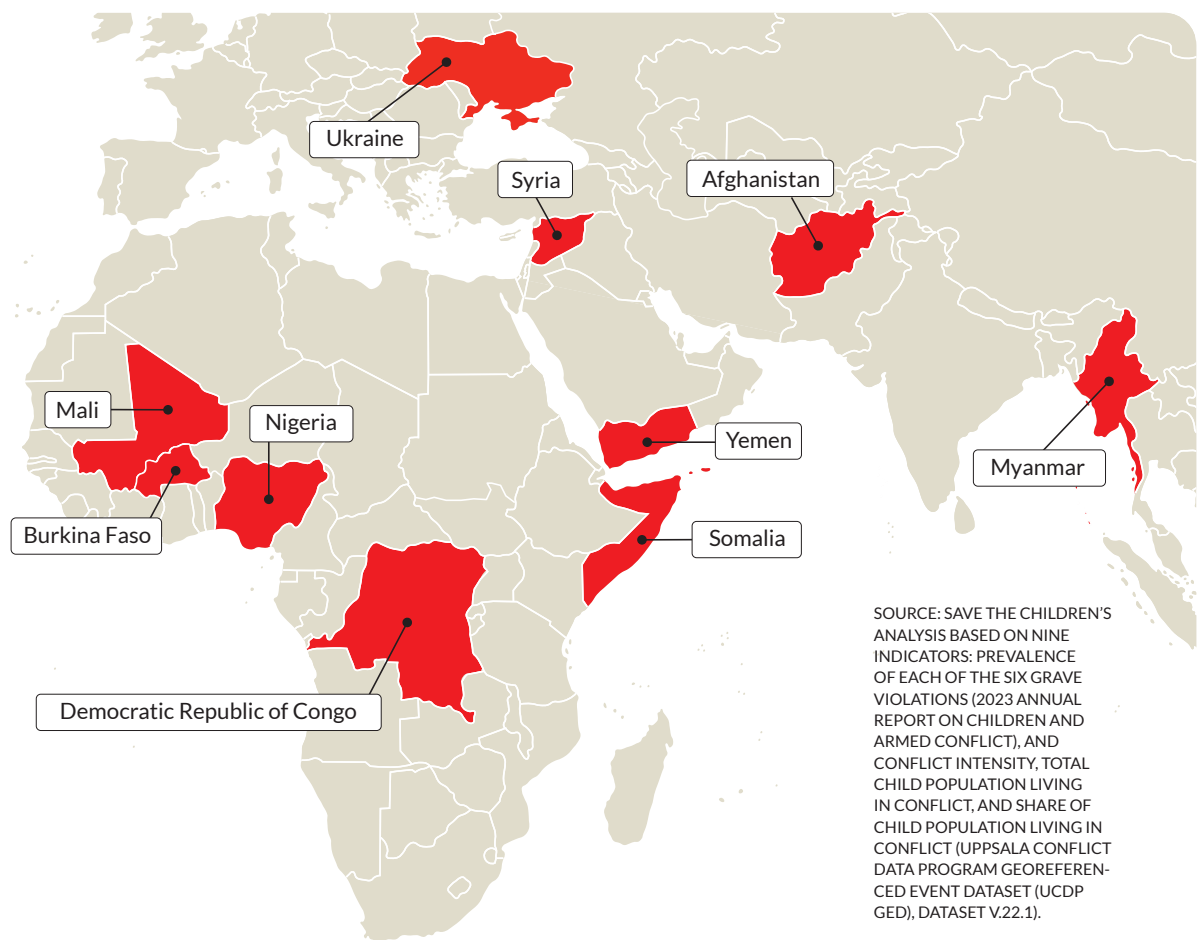 Ukraine
Syria
Afghanistan
Mali
Nigeria
Yemen
Myanmar
Burkina Faso
Somalia
Democratic Republic of Congo
SOURCE: SAVE THE CHILDREN'S
ANALYSIS BASED ON NINE
INDICATORS: PREVALENCE
OF EACH OF THE SIX GRAVE
VIOLATIONS (2023 ANNUAL
REPORT ON CHILDREN AND
ARMED CONFLICT), AND
CONFLICT INTENSITY, TOTAL
CHILD POPULATION LIVING
IN CONFLICT, AND SHARE OF
CHILD POPULATION LIVING IN
CONFLICT (UPPSALA CONFLICT
DATA PROGRAM GEOREFEREN-
CED EVENT DATASET (UCDP
GED), DATASET V.22.1).